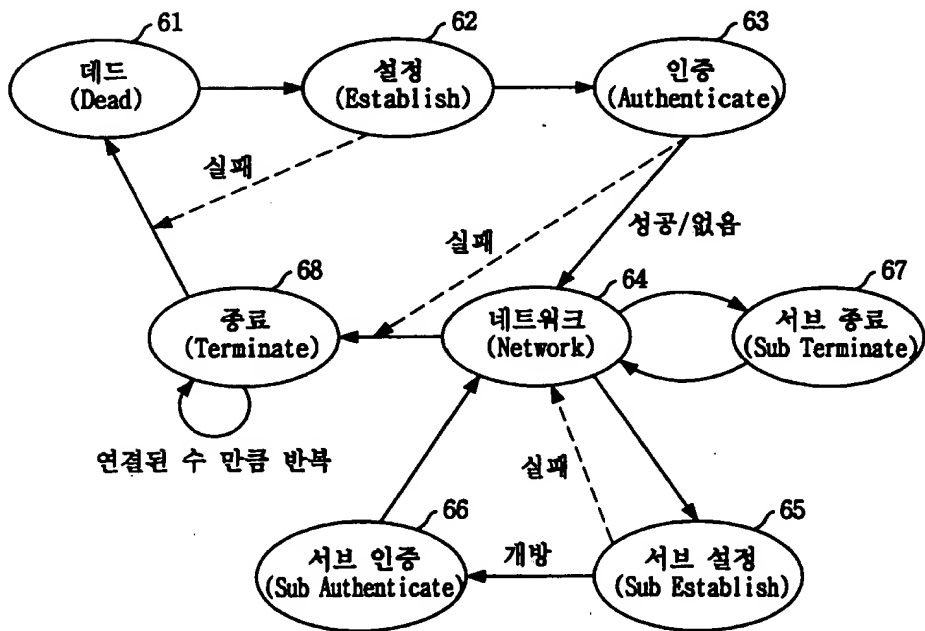 61
데드
(Dead)
62
설정
(Establish)
63
인증
(Authenticate)
실패
실패
성공/없음
68
종료
(Terminate)
64
네트워크
(Network)
67
서브 종료
(Sub Terminate)
연결된 수 만큼 반복
실패
66
서브 인증
(Sub Authenticate)
개방
65
서브 설정
(Sub Establish)